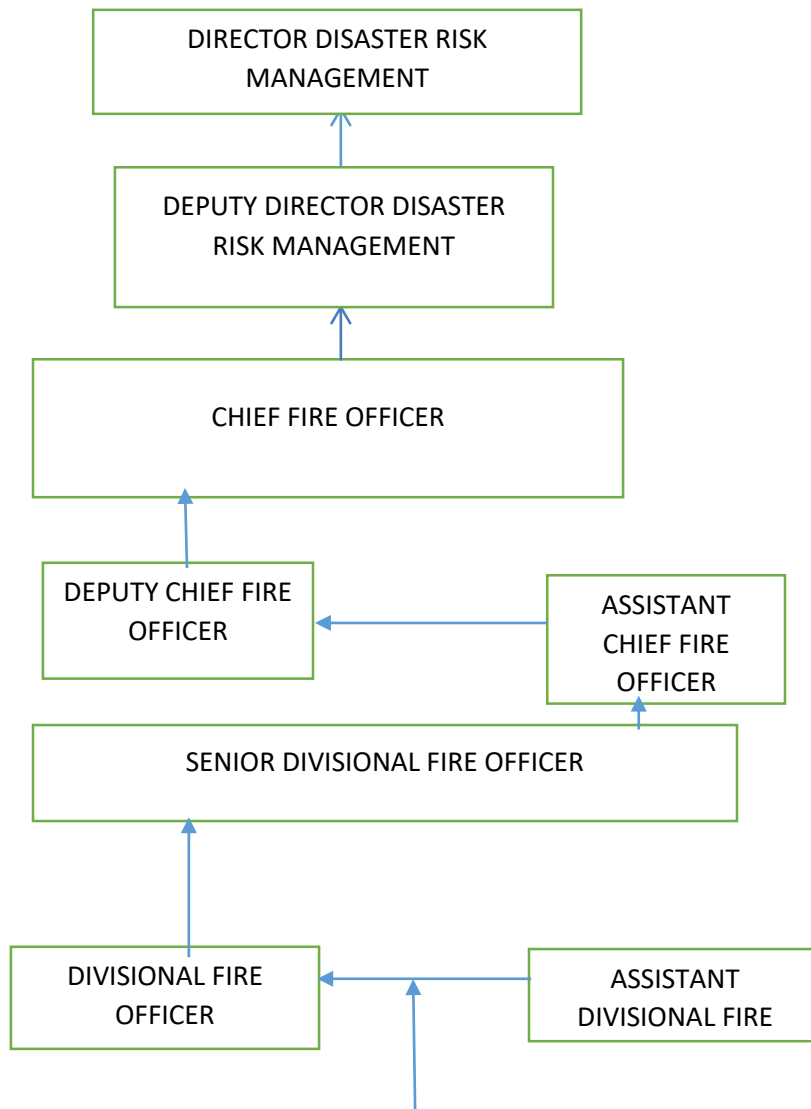 DIRECTOR DISASTER RISK
MANAGEMENT
DEPUTY DIRECTOR DISASTER
RISK MANAGEMENT
CHIEF FIRE OFFICER
DEPUTY CHIEF FIRE
OFFICER
ASSISTANT
CHIEF FIRE
OFFICER
SENIOR DIVISIONAL FIRE OFFICER
DIVISIONAL FIRE
OFFICER
ASSISTANT
DIVISIONAL FIRE